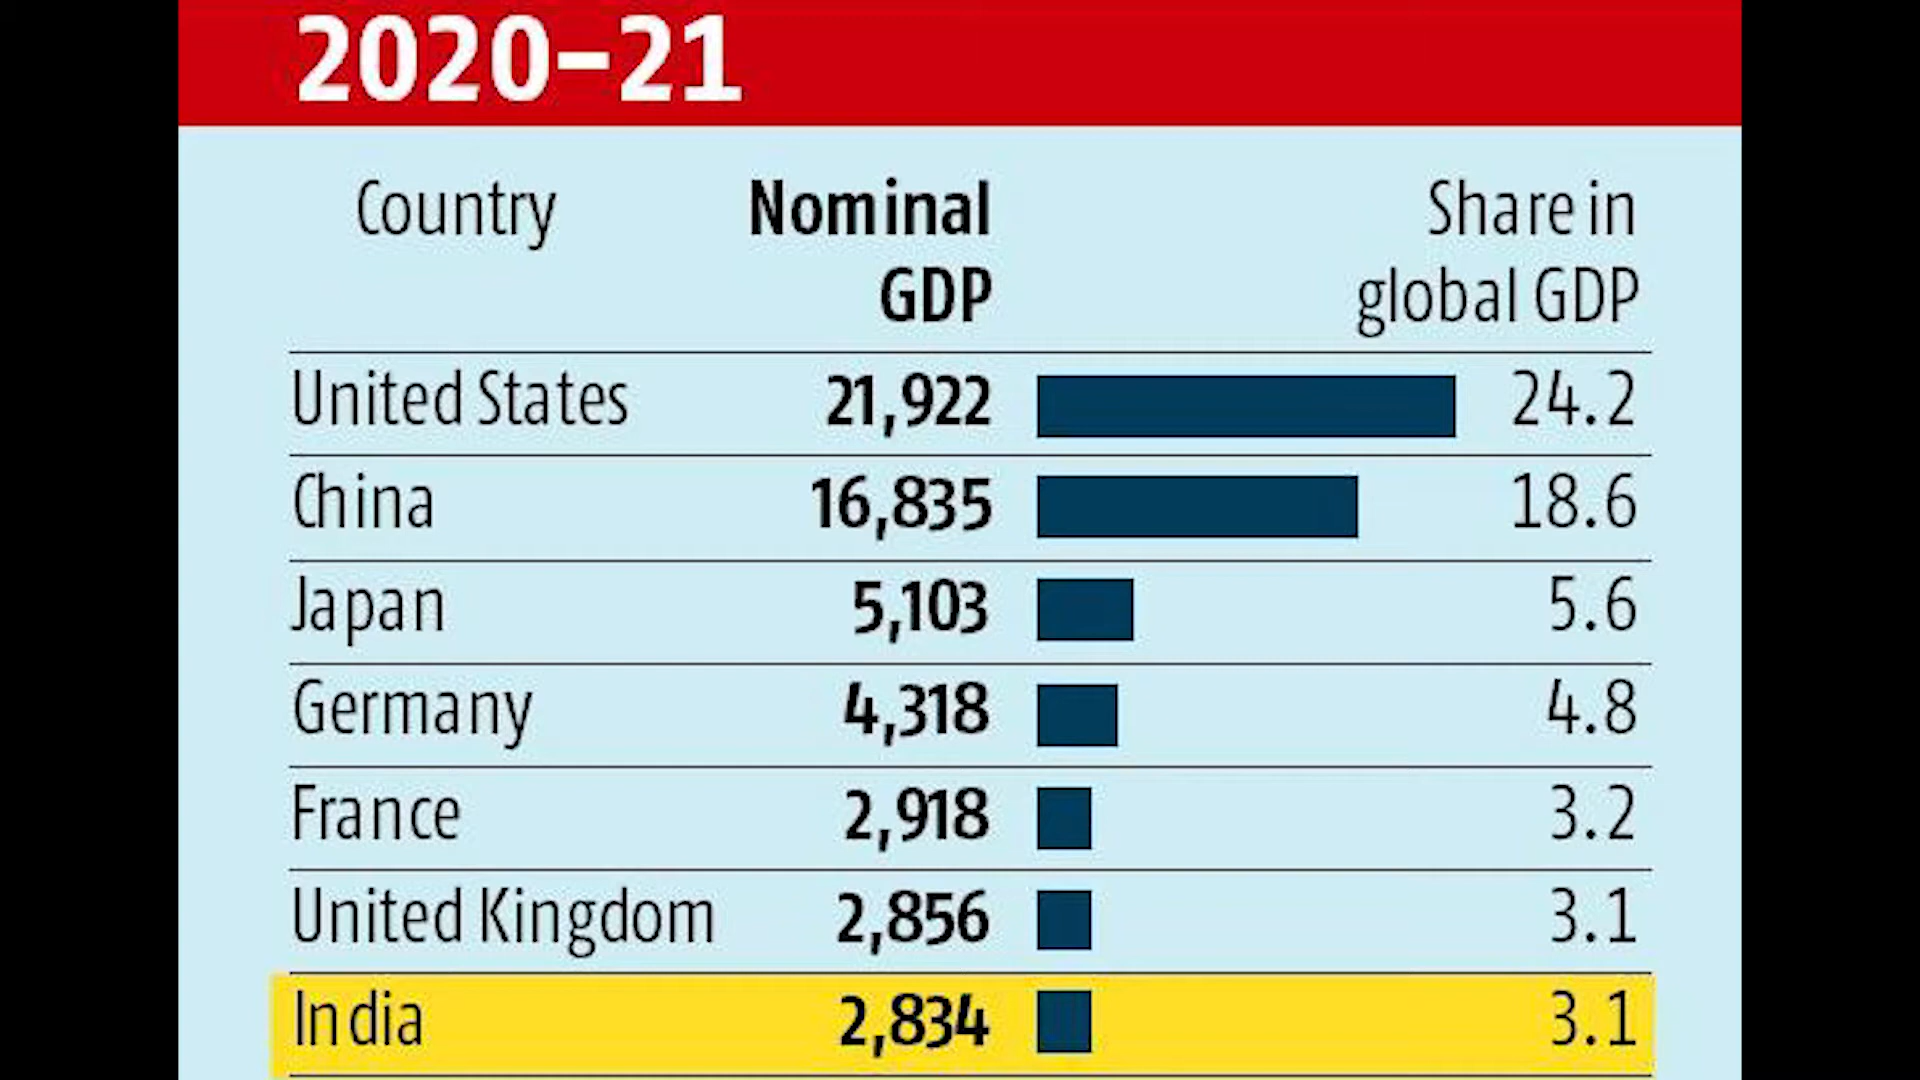 2020-21
Country Nominal GDP Share in global GDP
United States 21,922 24.2
China 16,835 18.6
Japan 5,103 5.6
Germany 4,318 4.8
France 2,918 3.2
United Kingdom 2,856 3.1
India 2,834 3.1